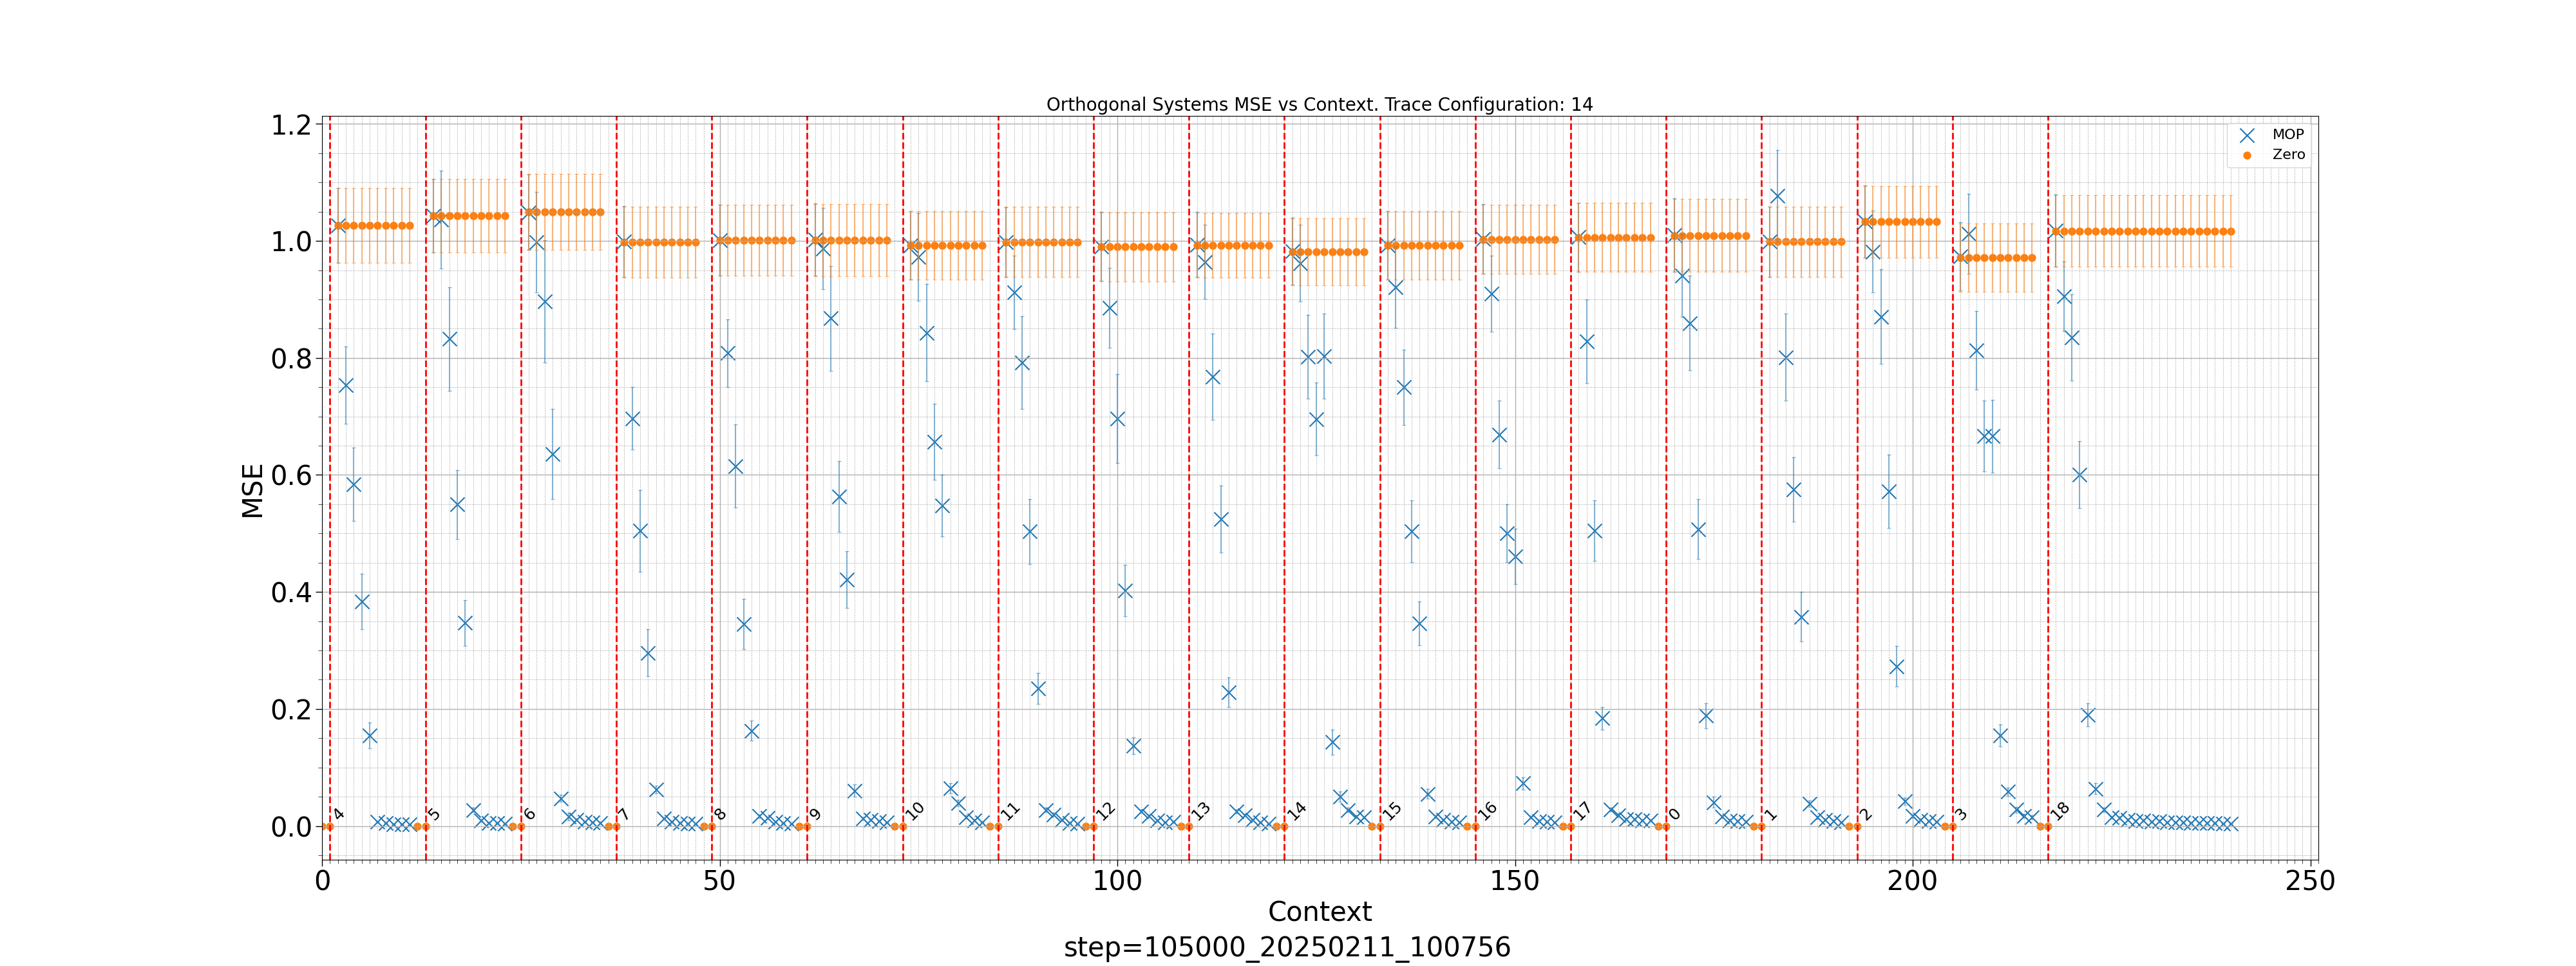 Orthogonal Systems MSE vs Context. Trace Configuration: 14
MOP
Zero
MSE
1.2
1.0
0.8
0.6
0.4
0.2
0.0
4 5 6 7 8 9 10 11 12 13 14 15 16 17 0 1 2 3 18
0 50 100 150 200 250
Context
step=105000_20250211_100756